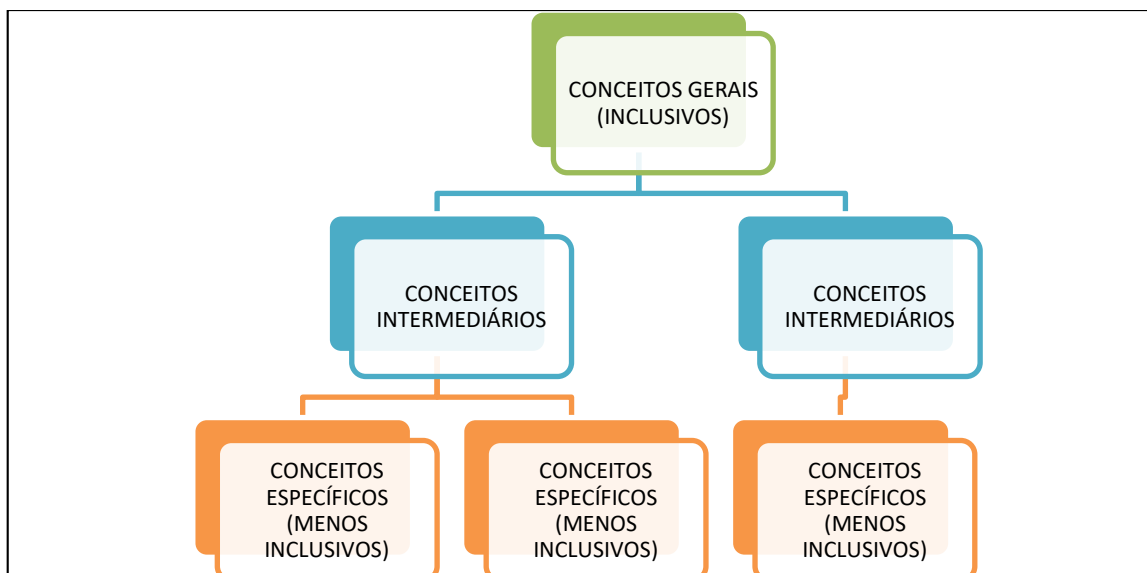 CONCEITOS GERAIS
(INCLUSIVOS)
CONCEITOS
INTERMEDIÁRIOS
CONCEITOS
INTERMEDIÁRIOS
CONCEITOS
ESPECÍFICOS
(MENOS
INCLUSIVOS)
CONCEITOS
ESPECÍFICOS
(MENOS
INCLUSIVOS)
CONCEITOS
ESPECÍFICOS
(MENOS
INCLUSIVOS)